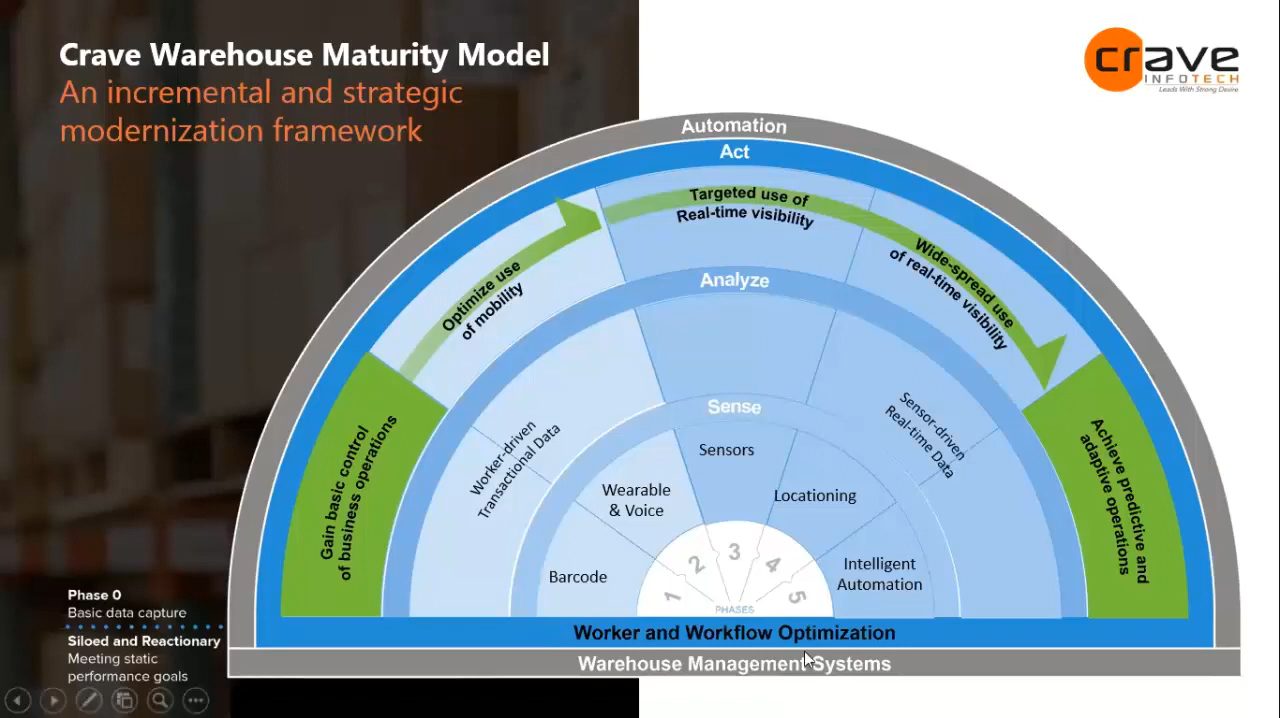 Crave Warehouse Maturity Model
An incremental and strategic
modernization framework
crave
INFOTECH
Leads With Strong Desire
Automation
Act
Targeted use of
Real-time visibility
Optimize use
of mobility
Wide-spread use
of real-time visibility
Analyze
Gain basic control
of business operations
Achieve predictive and
adaptive operations
Worker-driven
Transactional Data
Sensor-driven
Real-time Data
Sense
Sensors
Wearable
& Voice
Locationing
Barcode
Intelligent
Automation
1
2
3
4
5
PHASES
Phase 0
Basic data capture
Siloed and Reactionary
Meeting static
performance goals
Worker and Workflow Optimization
Warehouse Management Systems